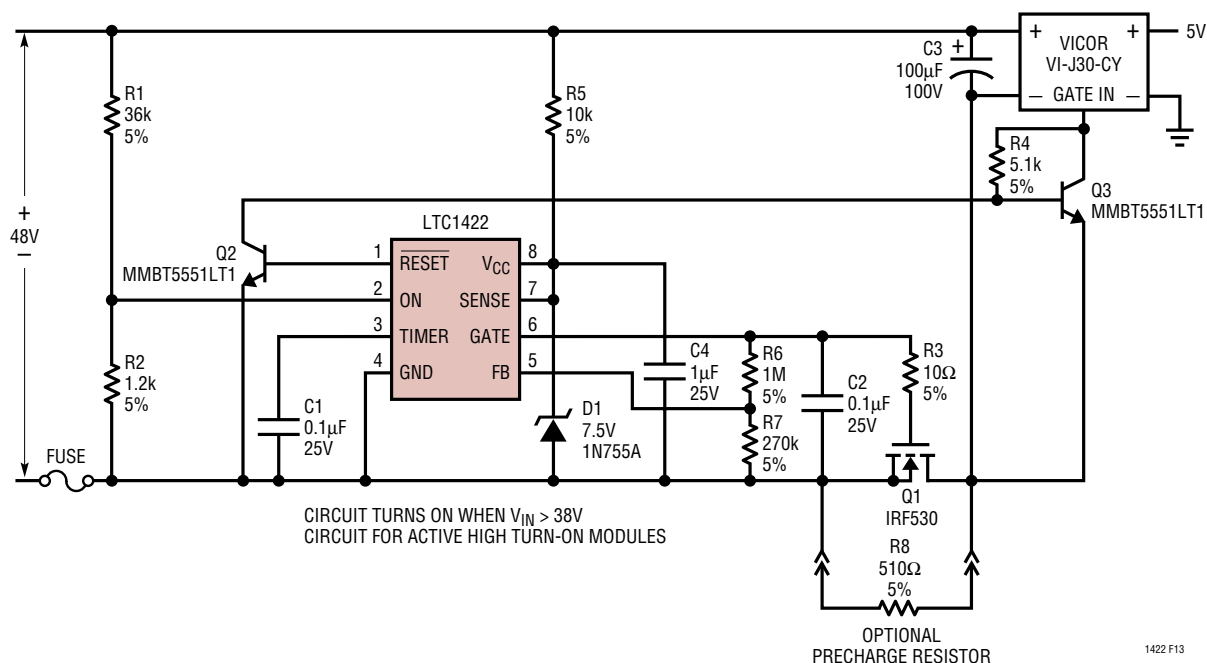 R1
36k
5%
R5
10k
5%
C3
+
100µF
100V
+
VICOR
VI-J30-CY
+
5V
–
GATE IN
–
R4
5.1k
5%
Q3
MMBT5551LT1
+
48V
–
Q2
MMBT5551LT1
LTC1422
1
RESET
VCC
8
2
ON
SENSE
7
3
TIMER
GATE
6
4
GND
FB
5
R2
1.2k
5%
C1
0.1µF
25V
D1
7.5V
1N755A
C4
1µF
25V
R6
1M
5%
R7
270k
5%
C2
0.1µF
25V
R3
10Ω
5%
FUSE
Q1
IRF530
CIRCUIT TURNS ON WHEN VIN > 38V
CIRCUIT FOR ACTIVE HIGH TURN-ON MODULES
R8
510Ω
5%
OPTIONAL
PRECHARGE RESISTOR
1422 F13